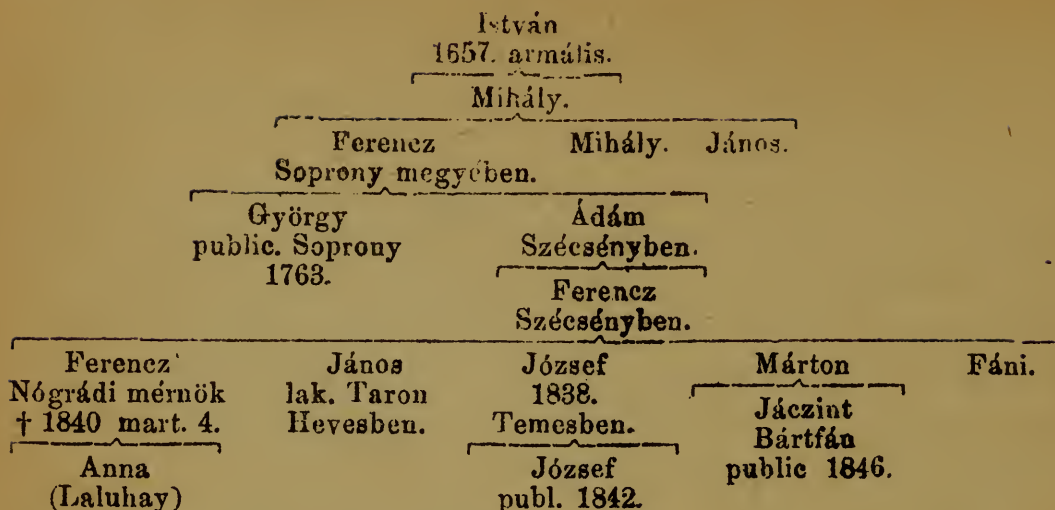 István
1657. armális.
Mihály.
Ferencz Mihály. János.
Soprony megyében.
György Ádám
public. Soprony Szécsényben.
1763.
Ferencz
Szécsényben.
Ferencz János József Márton Fáni.
Nógrádi mérnök lak. Taron 1838.
† 1840 mart. 4. Hevesben. Temesben. Jáczint
Bártfán
Anna József public 1846.
(Laluhay) publ. 1842.